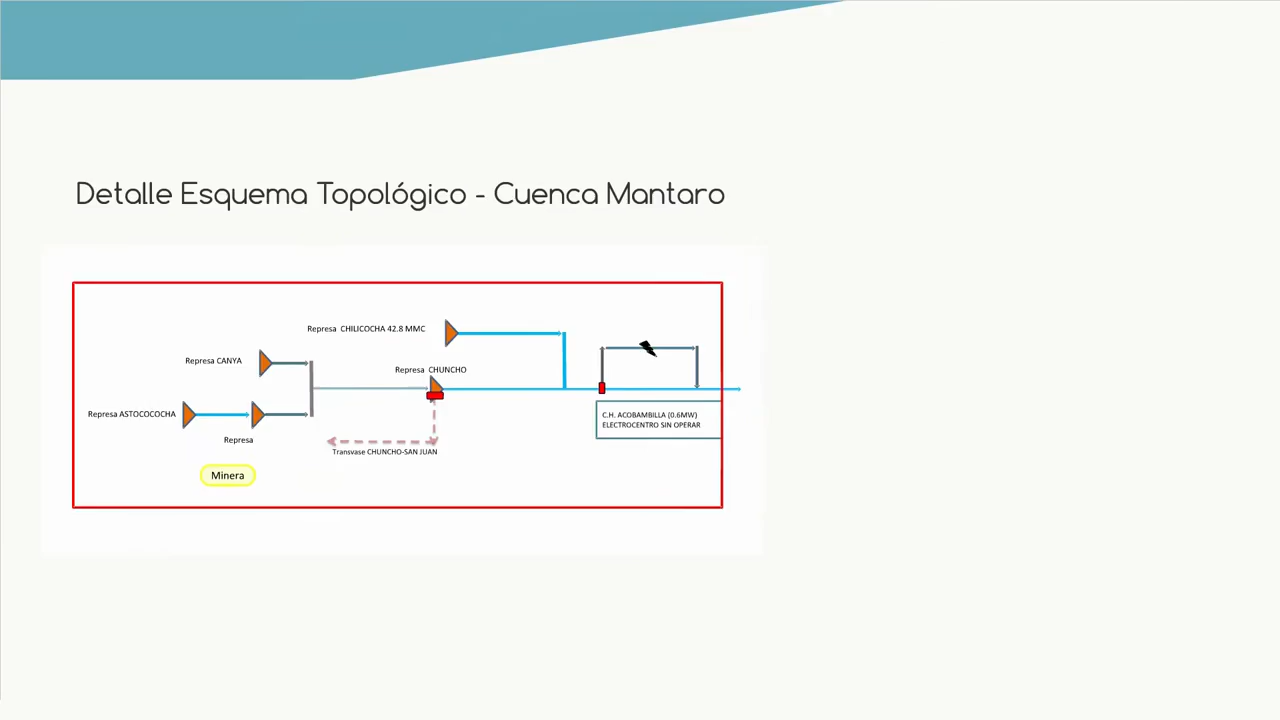 Detalle Esquema Topológico - Cuenca Mantaro
Represa CHILICOCHA 42.8 MMC
Represa CANYA
Represa CHUNCHO
Represa ASTOCOCOCHA
Represa
C.H. ACOBAMBILLA (0.6MW)
ELECTROCENTRO SIN OPERAR
Transvase CHUNCHO-SAN JUAN
Minera